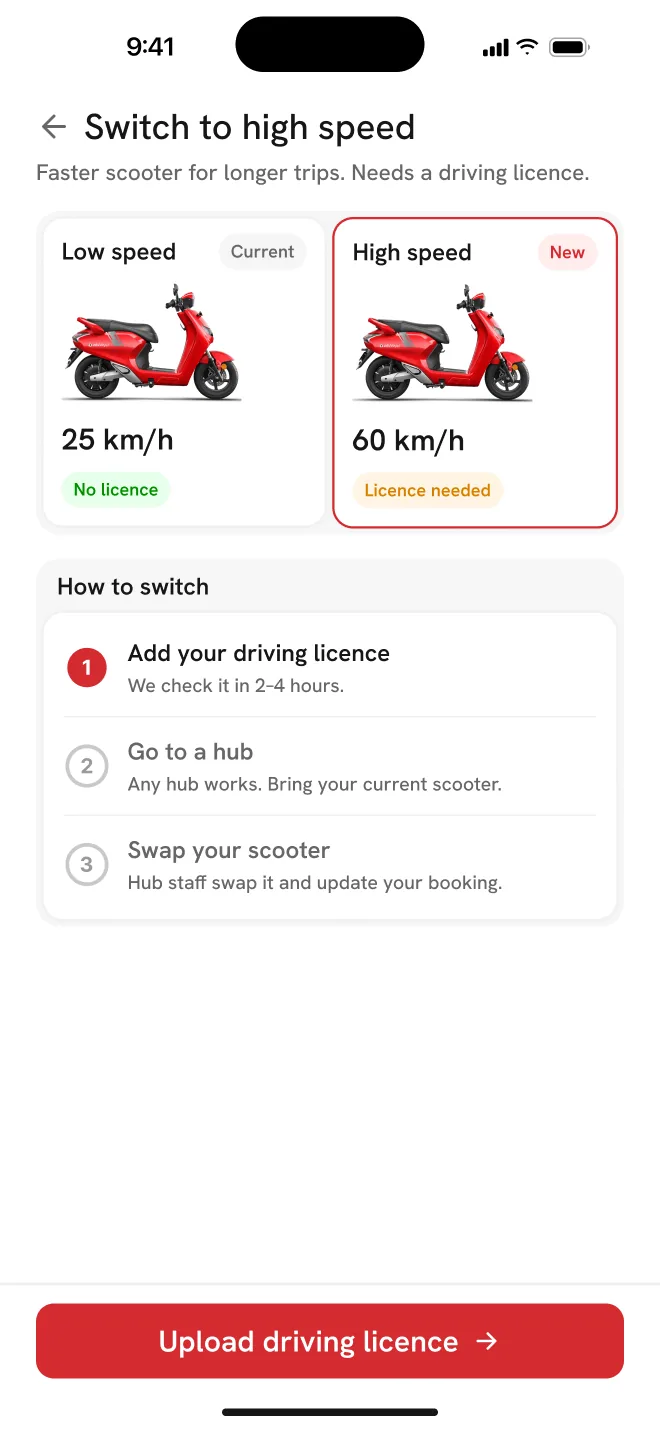 9:41
Switch to high speed
Faster scooter for longer trips. Needs a driving licence.
Low speed
Current
25 km/h
No licence
High speed
New
60 km/h
Licence needed
How to switch
1
Add your driving licence
We check it in 2–4 hours.
2
Go to a hub
Any hub works. Bring your current scooter.
3
Swap your scooter
Hub staff swap it and update your booking.
Upload driving licence →